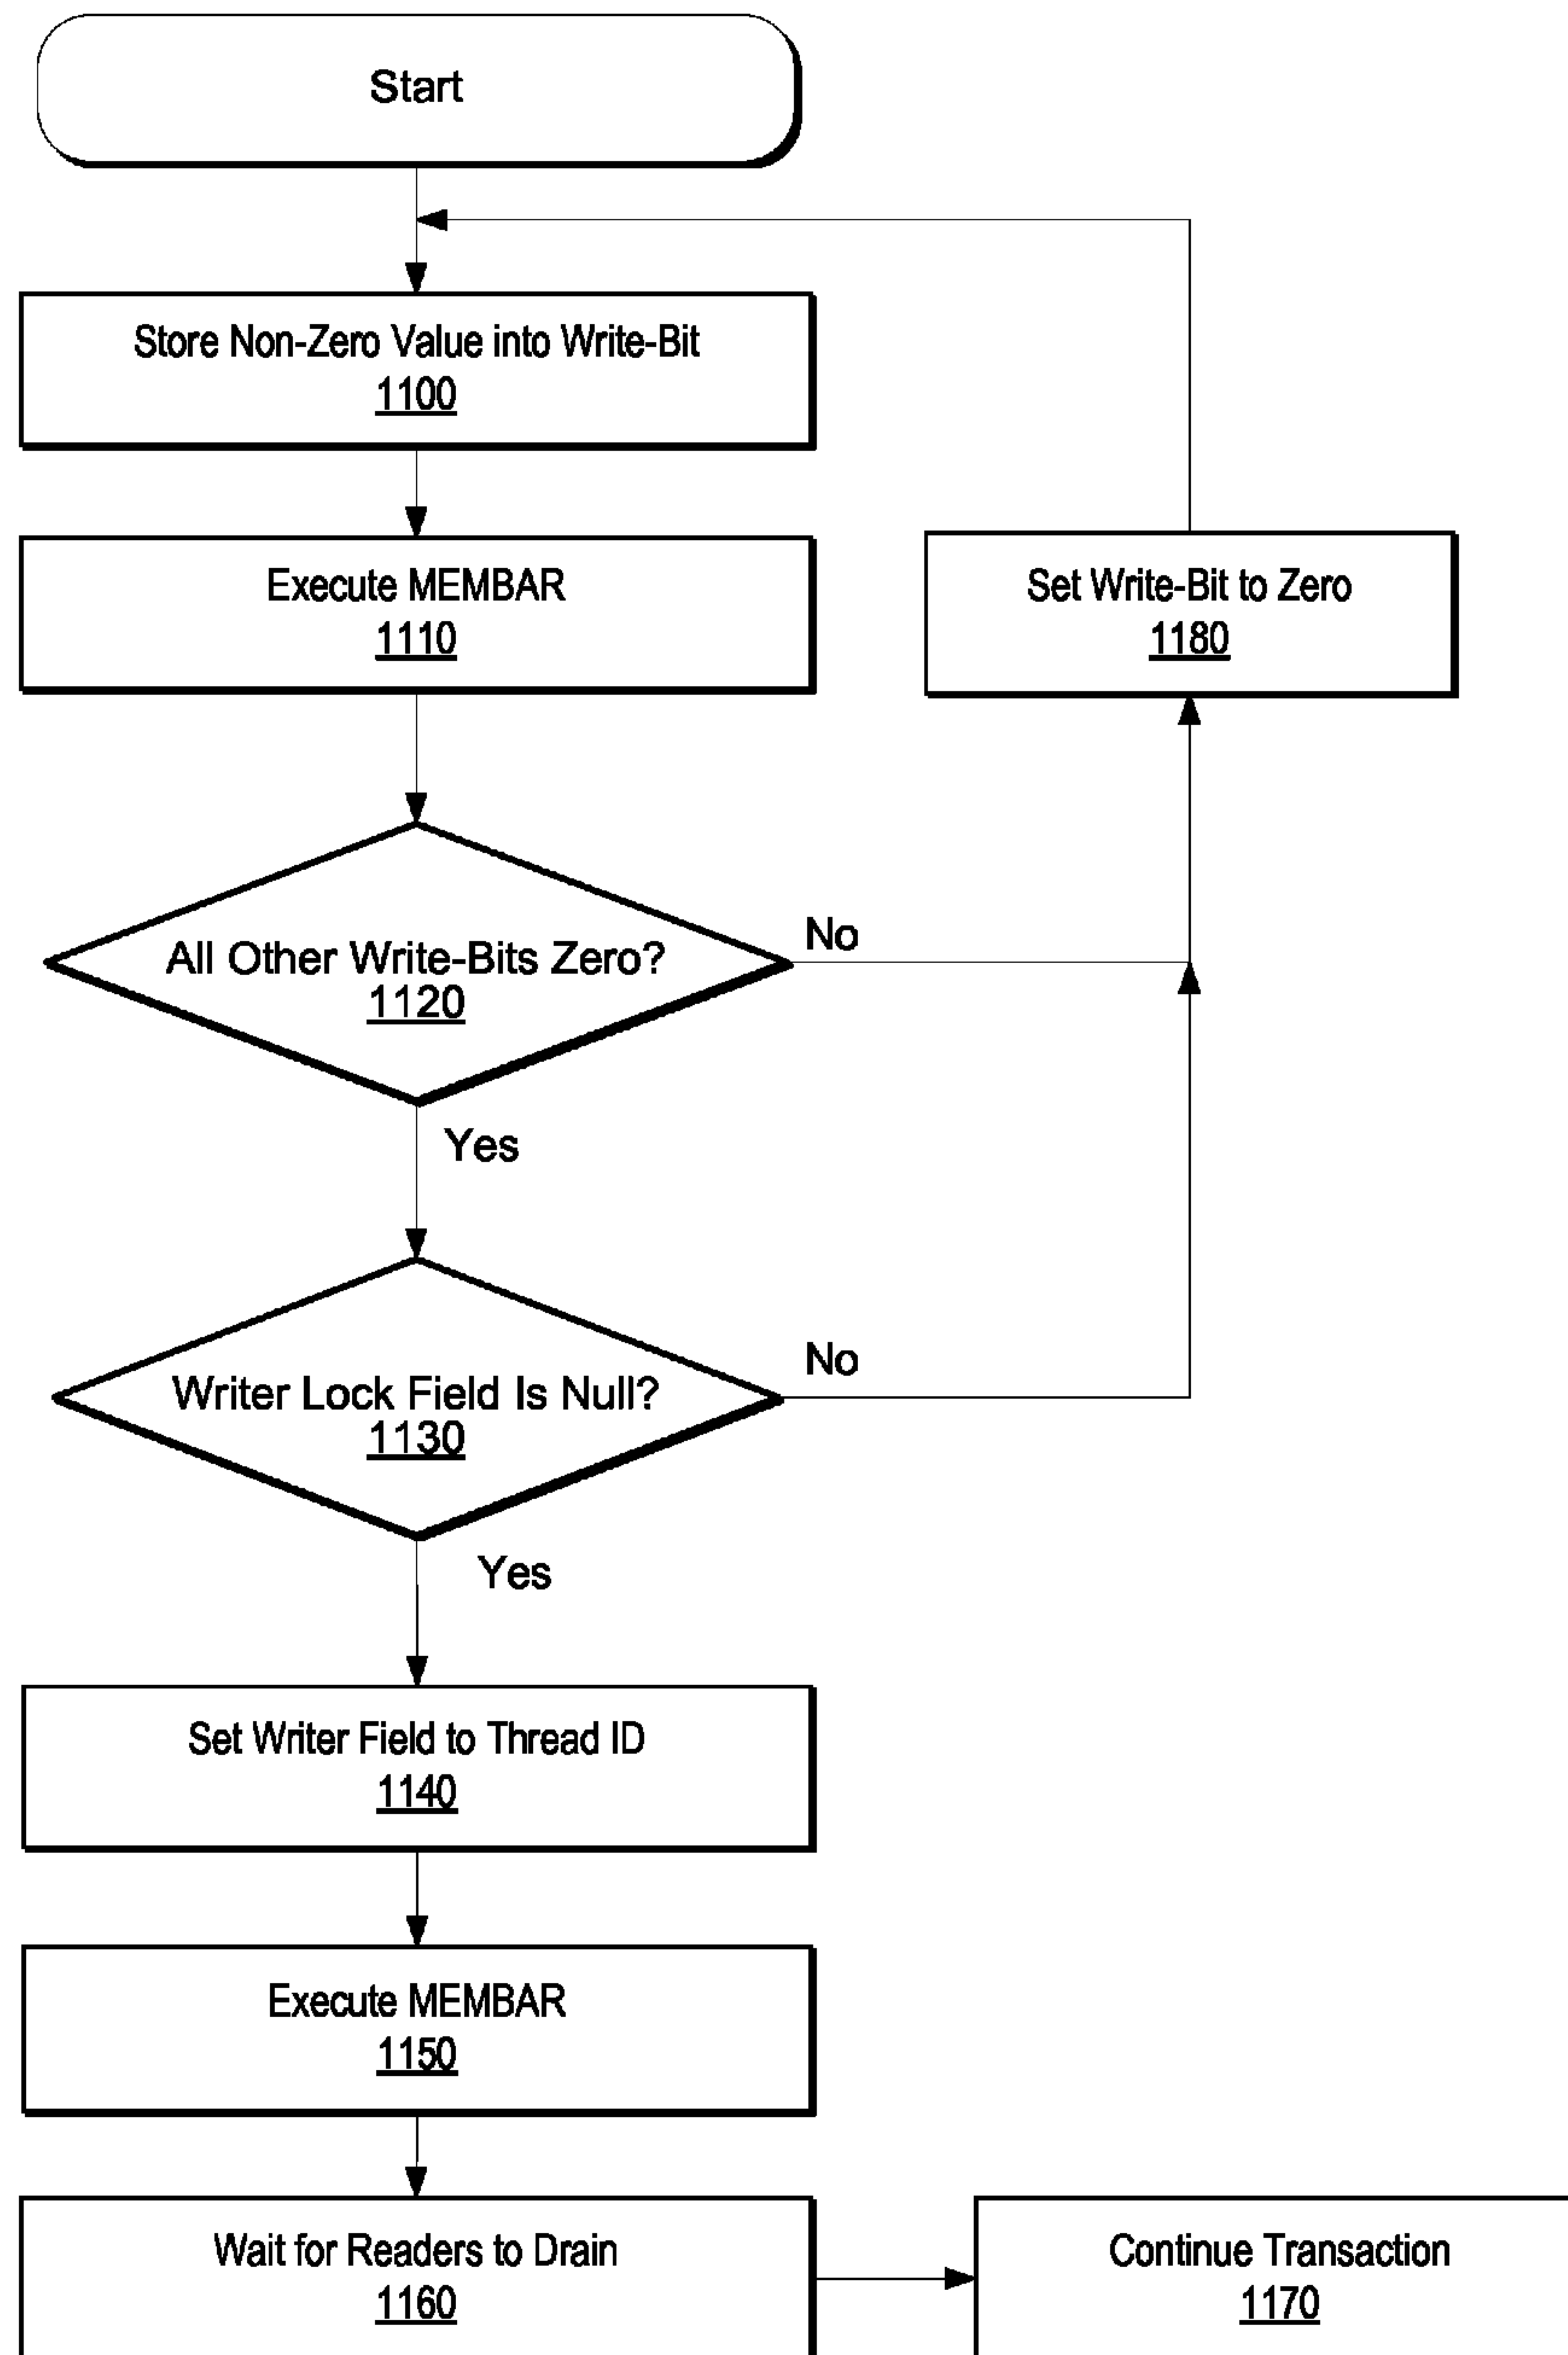 Start
Store Non-Zero Value into Write-Bit
1100
Execute MEMBAR
1110
Set Write-Bit to Zero
1180
All Other Write-Bits Zero?
1120
No
Yes
Writer Lock Field Is Null?
1130
No
Yes
Set Writer Field to Thread ID
1140
Execute MEMBAR
1150
Wait for Readers to Drain
1160
Continue Transaction
1170